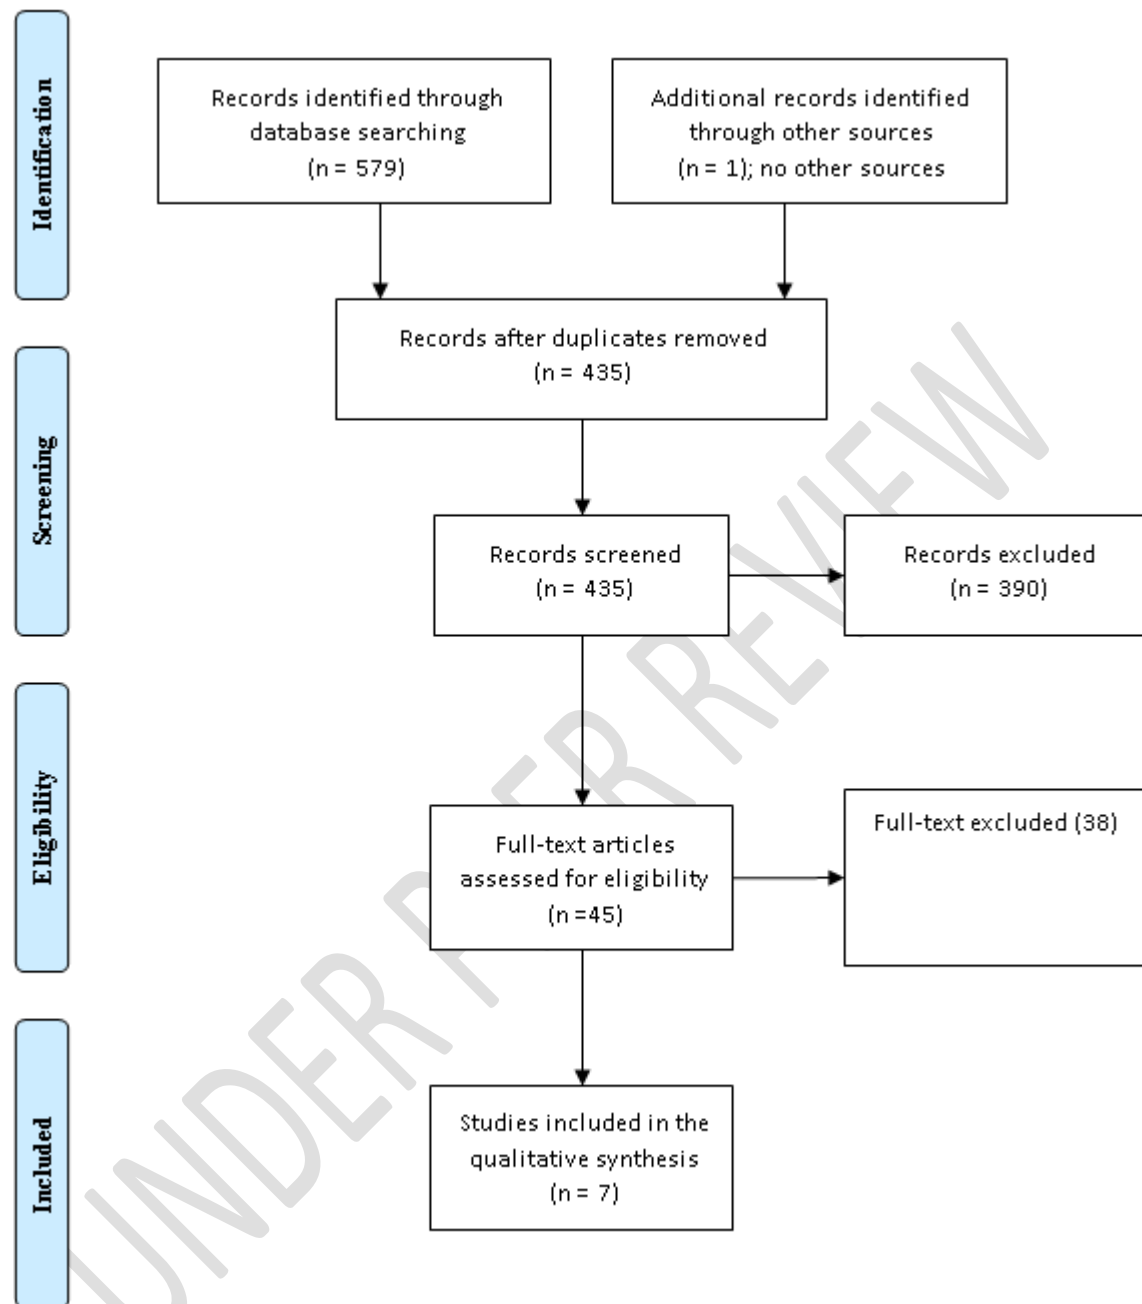 Identification
Records identified through
database searching
(n = 579)
Additional records identified
through other sources
(n = 1); no other sources
Records after duplicates removed
(n = 435)
Screening
Records screened
(n = 435)
Records excluded
(n = 390)
Eligibility
Full-text articles
assessed for eligibility
(n =45)
Full-text excluded (38)
Included
Studies included in the
qualitative synthesis
(n = 7)
UNDER PEER REVIEW